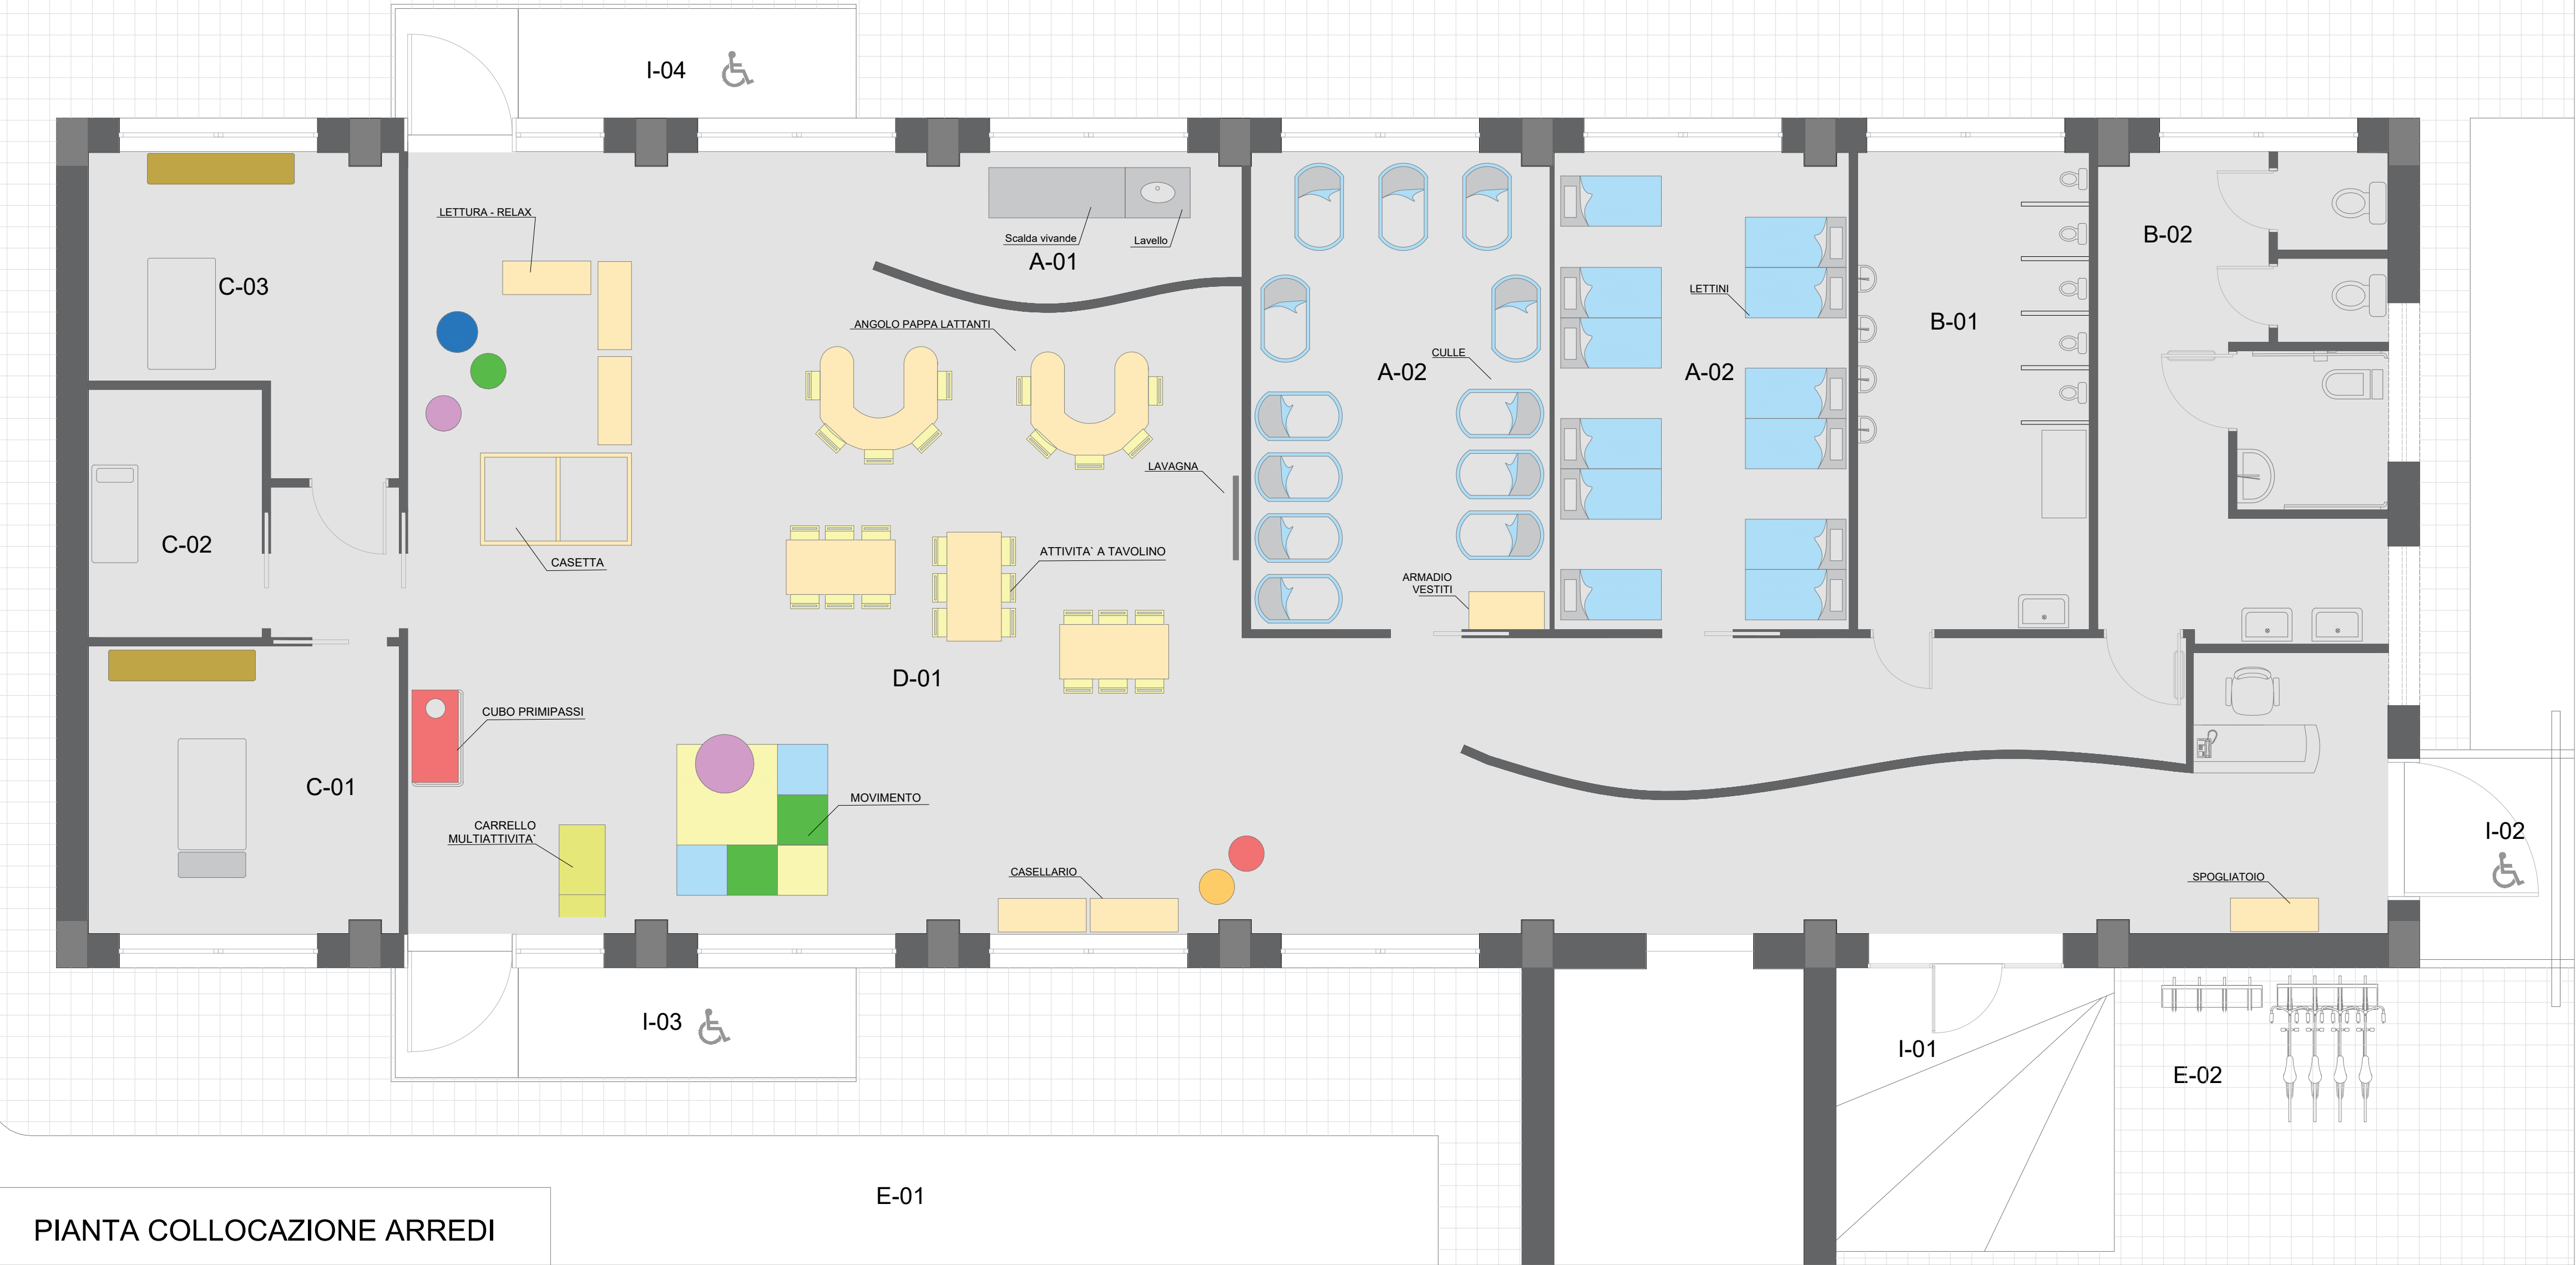 I-04
LETTURA - RELAX
Scalda vivande
Lavello
A-01
B-02
C-03
LETTINI
ANGOLO PAPPA LATTANTI
B-01
CULLE
A-02
A-02
LAVAGNA
C-02
CASETTA
ATTIVITA` A TAVOLINO
ARMADIO
VESTITI
D-01
CUBO PRIMIPASSI
C-01
MOVIMENTO
CARRELLO
MULTIATTIVITA`
I-02
CASELLARIO
SPOGLIATOIO
I-03
I-01
E-02
E-01
PIANTA COLLOCAZIONE ARREDI